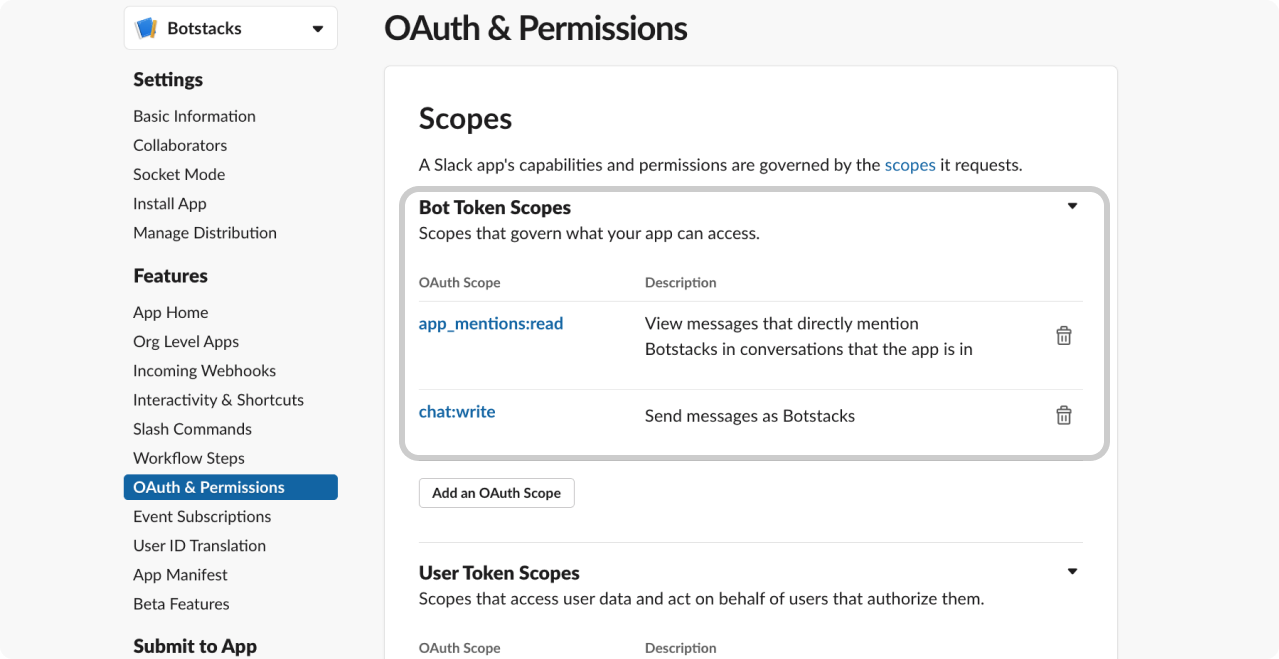 Botstacks
Settings
Basic Information
Collaborators
Socket Mode
Install App
Manage Distribution
Features
App Home
Org Level Apps
Incoming Webhooks
Interactivity & Shortcuts
Slash Commands
Workflow Steps
OAuth & Permissions
Event Subscriptions
User ID Translation
App Manifest
Beta Features
Submit to App
OAuth & Permissions
Scopes
A Slack app's capabilities and permissions are governed by the scopes it requests.
Bot Token Scopes
Scopes that govern what your app can access.
OAuth Scope Description
app_mentions:read View messages that directly mention
Botstacks in conversations that the app is in
chat:write Send messages as Botstacks
Add an OAuth Scope
User Token Scopes
Scopes that access user data and act on behalf of users that authorize them.
OAuth Scope Description